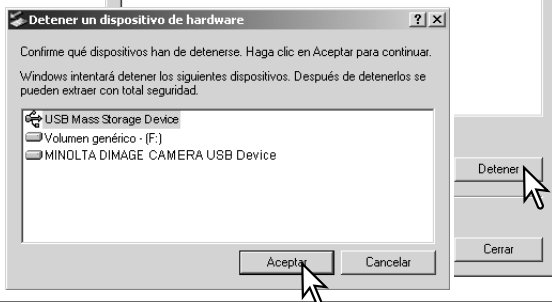 Detener un dispositivo de hardware
Confirme qué dispositivos han de detenerse. Haga clic en Aceptar para continuar.
Windows intentará detener los siguientes dispositivos. Después de detenerlos se
pueden extraer con total seguridad.
USB Mass Storage Device
Volumen genérico - (F:)
MINOLTA DIMAGE CAMERA USB Device
Detener
Aceptar
Cancelar
Cerrar